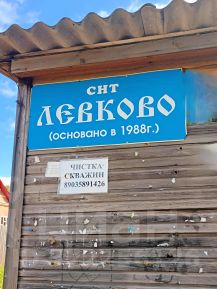 СНТ
ЛЕВКОВО
(основано в 1988г.)
ЧИСТКА
СКВАЖИН
89035891426